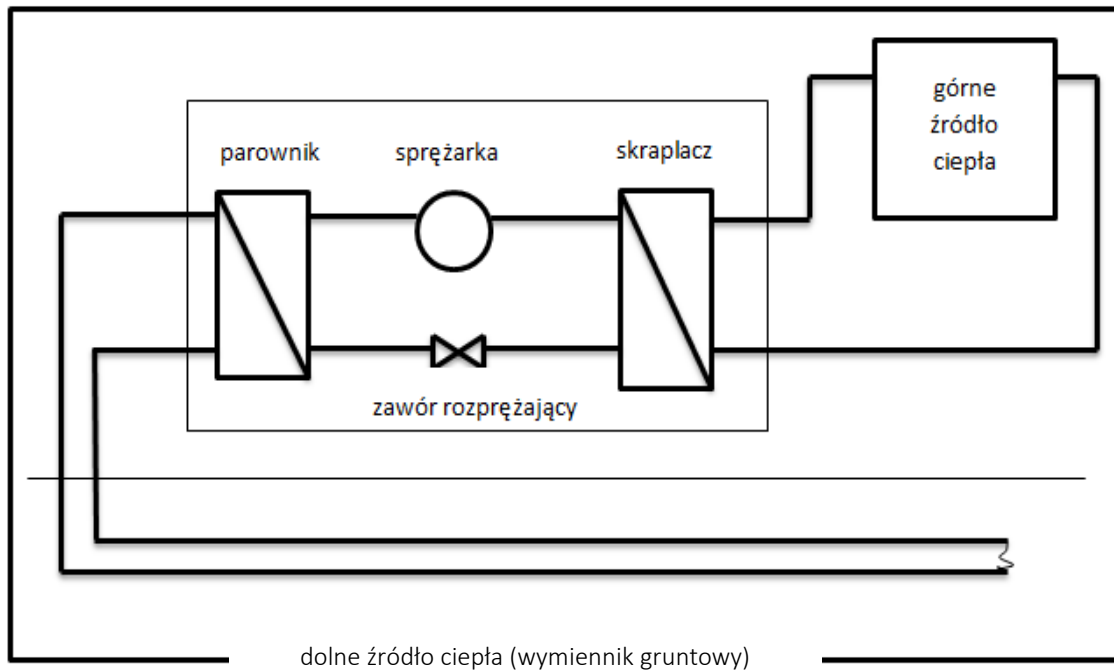 górne
źródło
ciepła
parownik
sprężarka
skraplacz
zawór rozprężający
dolne źródło ciepła (wymiennik gruntowy)